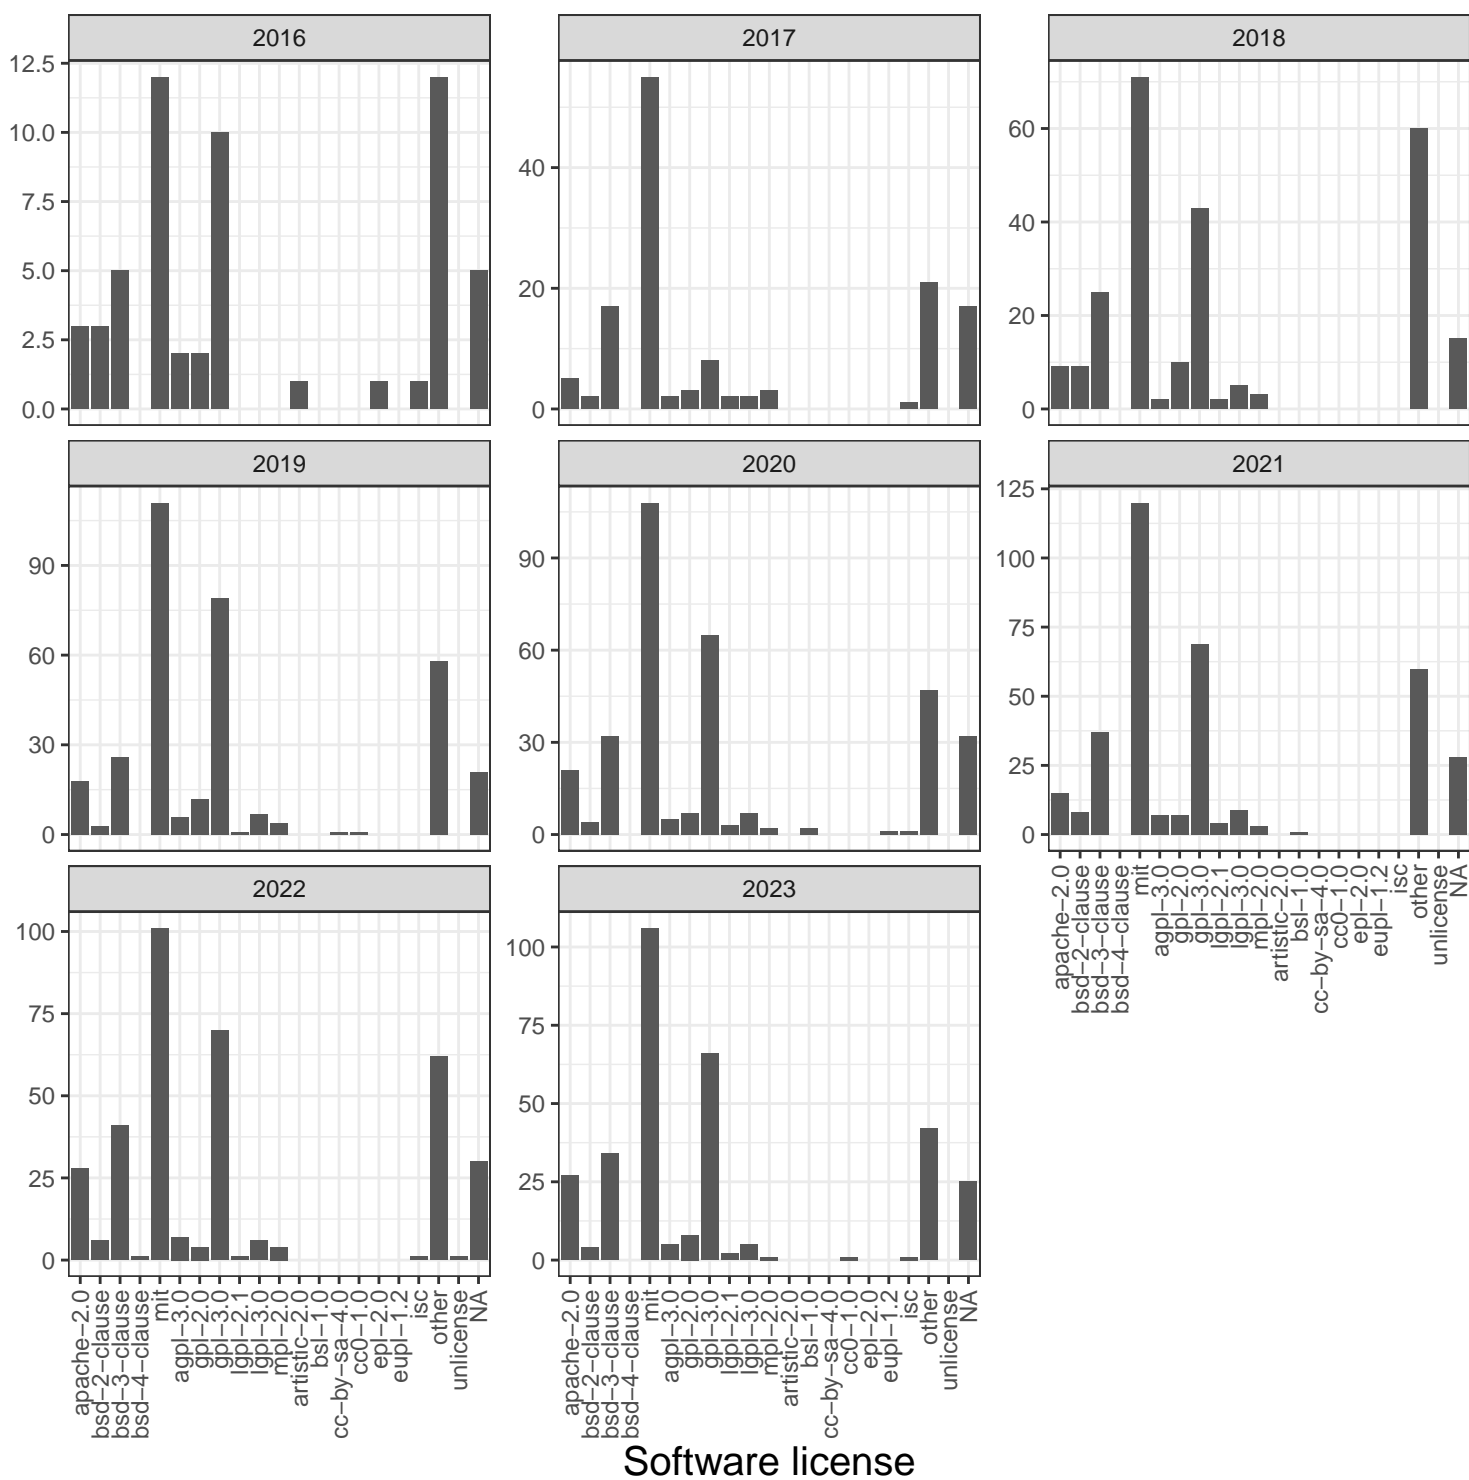 2016
2017
2018
12.5
10.0
7.5
5.0
2.5
0.0
40
20
0
60
40
20
0
2019
2020
2021
90
60
30
0
90
60
30
0
125
100
75
50
25
0
apache−2.0
bsd−2−clause
bsd−3−clause
bsd−4−clause
mit
agpl−3.0
gpl−2.0
gpl−3.0
lgpl−2.1
lgpl−3.0
mpl−2.0
artistic−2.0
bsl−1.0
cc−by−sa−4.0
cc0−1.0
epl−2.0
eupl−1.2
isc
other
unlicense
NA
2022
2023
100
75
50
25
0
100
75
50
25
0
apache−2.0
bsd−2−clause
bsd−3−clause
bsd−4−clause
mit
agpl−3.0
gpl−2.0
gpl−3.0
lgpl−2.1
lgpl−3.0
mpl−2.0
artistic−2.0
bsl−1.0
cc−by−sa−4.0
cc0−1.0
epl−2.0
eupl−1.2
isc
other
unlicense
NA
apache−2.0
bsd−2−clause
bsd−3−clause
bsd−4−clause
mit
agpl−3.0
gpl−2.0
gpl−3.0
lgpl−2.1
lgpl−3.0
mpl−2.0
artistic−2.0
bsl−1.0
cc−by−sa−4.0
cc0−1.0
epl−2.0
eupl−1.2
isc
other
unlicense
NA
Software license